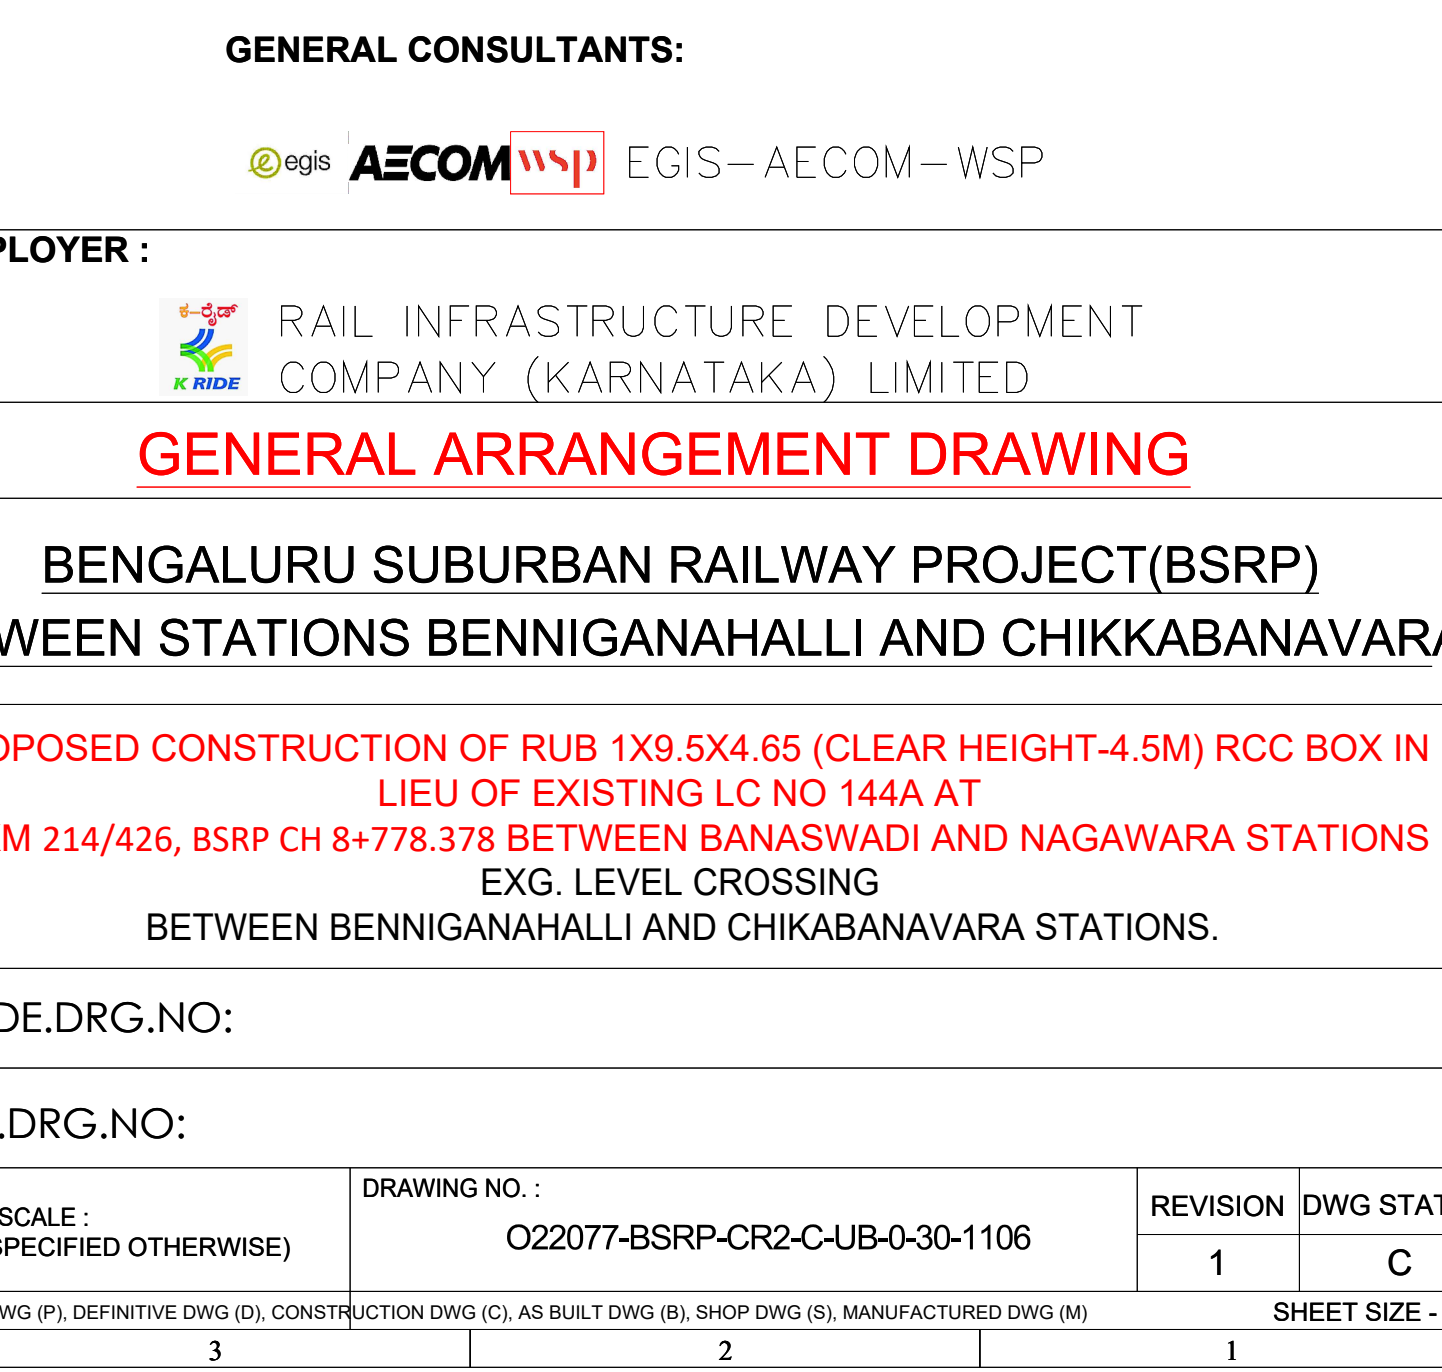 GENERAL CONSULTANTS:
egis AECOM wsp EGIS-AECOM-WSP
PLOYER :
ಕ-ರೈಡ್
K RIDE
RAIL INFRASTRUCTURE DEVELOPMENT
COMPANY (KARNATAKA) LIMITED
GENERAL ARRANGEMENT DRAWING
BENGALURU SUBURBAN RAILWAY PROJECT(BSRP)
WEEN STATIONS BENNIGANAHALLI AND CHIKKABANAVARA
OPOSED CONSTRUCTION OF RUB 1X9.5X4.65 (CLEAR HEIGHT-4.5M) RCC BOX IN
LIEU OF EXISTING LC NO 144A AT
M 214/426, BSRP CH 8+778.378 BETWEEN BANASWADI AND NAGAWARA STATIONS
EXG. LEVEL CROSSING
BETWEEN BENNIGANAHALLI AND CHIKABANAVARA STATIONS.
DE.DRG.NO:
.DRG.NO:
SCALE :
SPECIFIED OTHERWISE)
DRAWING NO. :
O22077-BSRP-CR2-C-UB-0-30-1106
REVISION
1
DWG STAT
C
WG (P), DEFINITIVE DWG (D), CONSTRUCTION DWG (C), AS BUILT DWG (B), SHOP DWG (S), MANUFACTURED DWG (M)
SHEET SIZE -
3 2 1